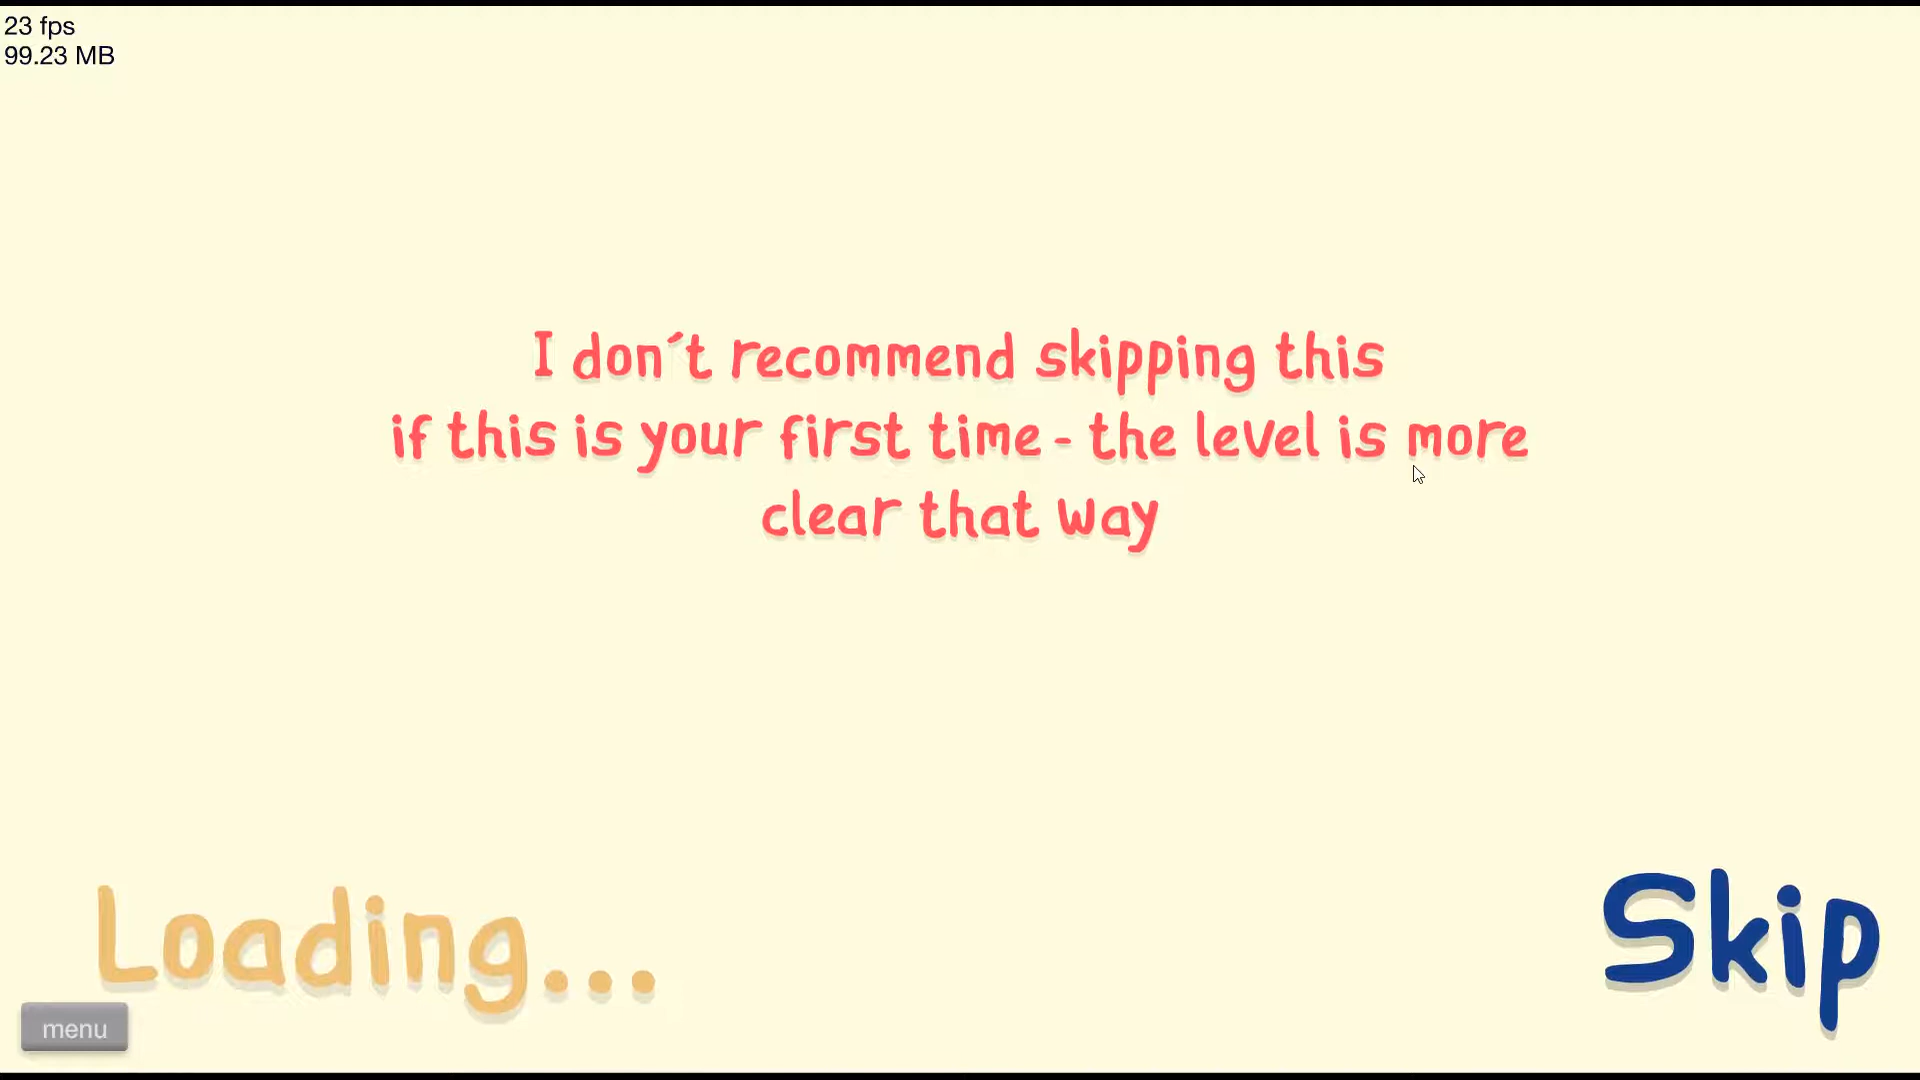 23 fps
99.23 MB
I don´t recommend skipping this
if this is your first time - the level is more
clear that way
Loading...
Skip
menu